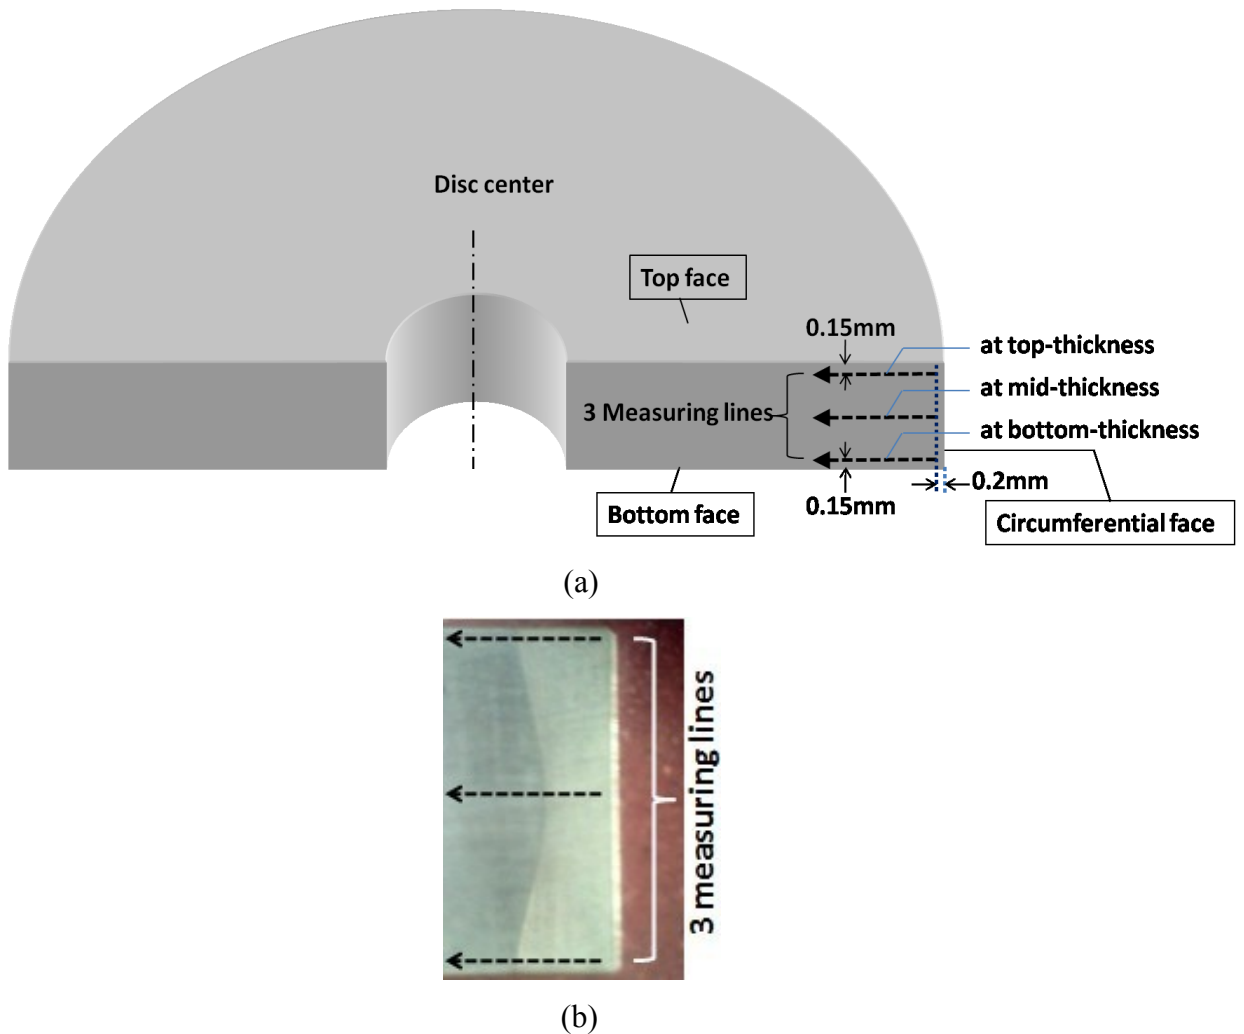 Disc center
Top face
0.15mm
at top-thickness
at mid-thickness
3 Measuring lines
at bottom-thickness
0.2mm
0.15mm
Bottom face
Circumferential face
(a)
3 measuring lines
(b)